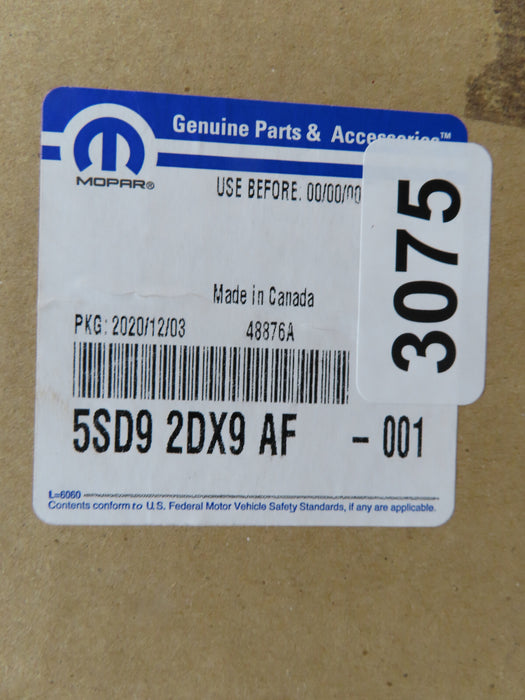 Genuine Parts & Accessories™
MOPAR®
USE BEFORE. 00/00/00
3075
Made in Canada
PKG: 2020/12/03 48876A
5SD9 2DX9 AF - 001
L=6060
Contents conform to U.S. Federal Motor Vehicle Safety Standards, if any are applicable.